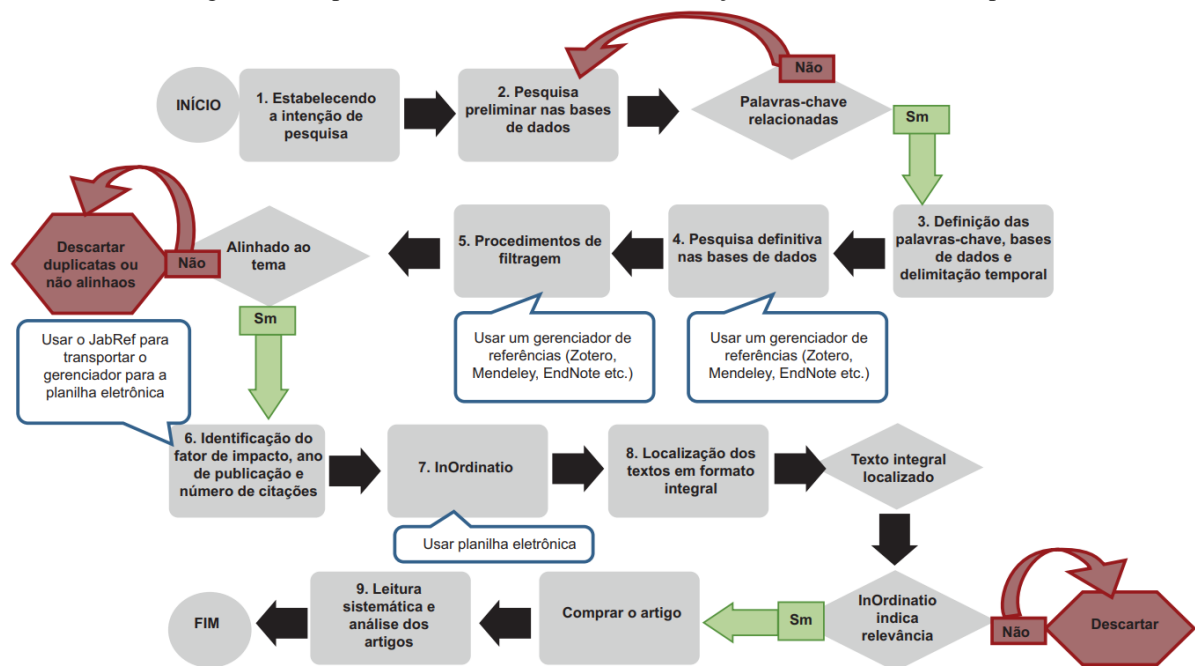 INÍCIO
1. Estabelecendo
a intenção de
pesquisa
2. Pesquisa
preliminar nas bases
de dados
Não
Palavras-chave
relacionadas
Sm
3. Definição das
palavras-chave, bases
de dados e
delimitação temporal
4. Pesquisa definitiva
nas bases de dados
Usar um gerenciador de
referências (Zotero,
Mendeley, EndNote etc.)
5. Procedimentos de
filtragem
Usar um gerenciador de
referências (Zotero,
Mendeley, EndNote etc.)
Alinhado ao
tema
Não
Descartar
duplicatas ou
não alinhaos
Sm
Usar o JabRef para
transportar o
gerenciador para a
planilha eletrônica
6. Identificação do
fator de impacto, ano
de publicação e
número de citações
7. InOrdinatio
Usar planilha eletrônica
8. Localização dos
textos em formato
integral
Texto integral
localizado
InOrdinatio
indica
relevância
Não
Descartar
Sm
Comprar o artigo
9. Leitura
sistemática e
análise dos
artigos
FIM